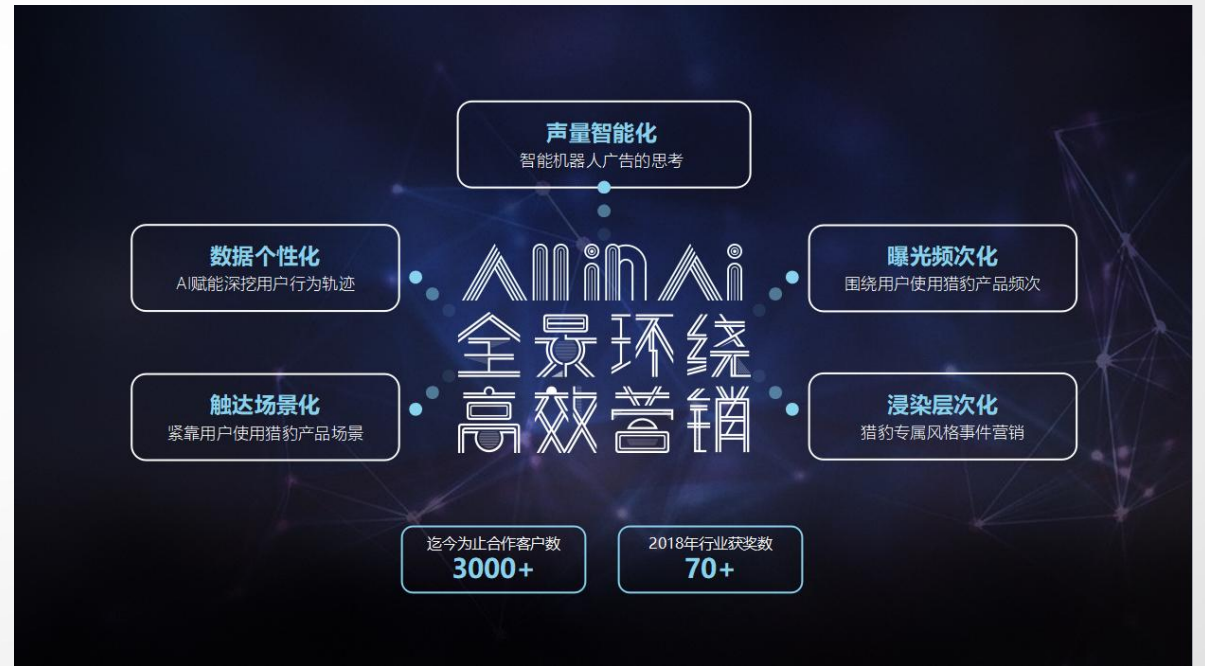 声量智能化
智能机器人广告的思考
数据个性化
AI赋能深挖用户行为轨迹
曝光频次化
围绕用户使用猎豹产品频次
All in Ai
全景环绕
高效营销
触达场景化
紧靠用户使用猎豹产品场景
浸染层次化
猎豹专属风格事件营销
迄今为止合作客户数
3000+
2018年行业获奖数
70+